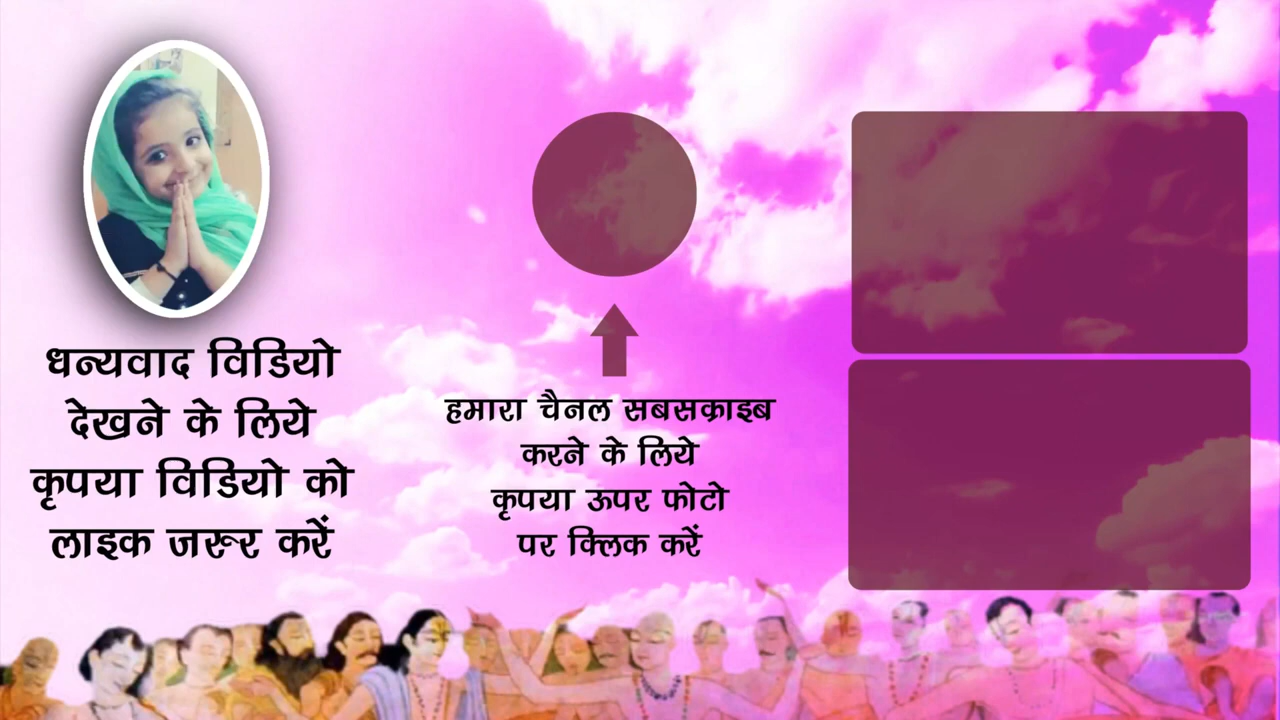 धन्यवाद विडियो
देखने के लिये
कृपया विडियो को
लाइक जरूर करें
हमारा चैनल सबसक्राइब
करने के लिये
कृपया ऊपर फोटो
पर क्लिक करें